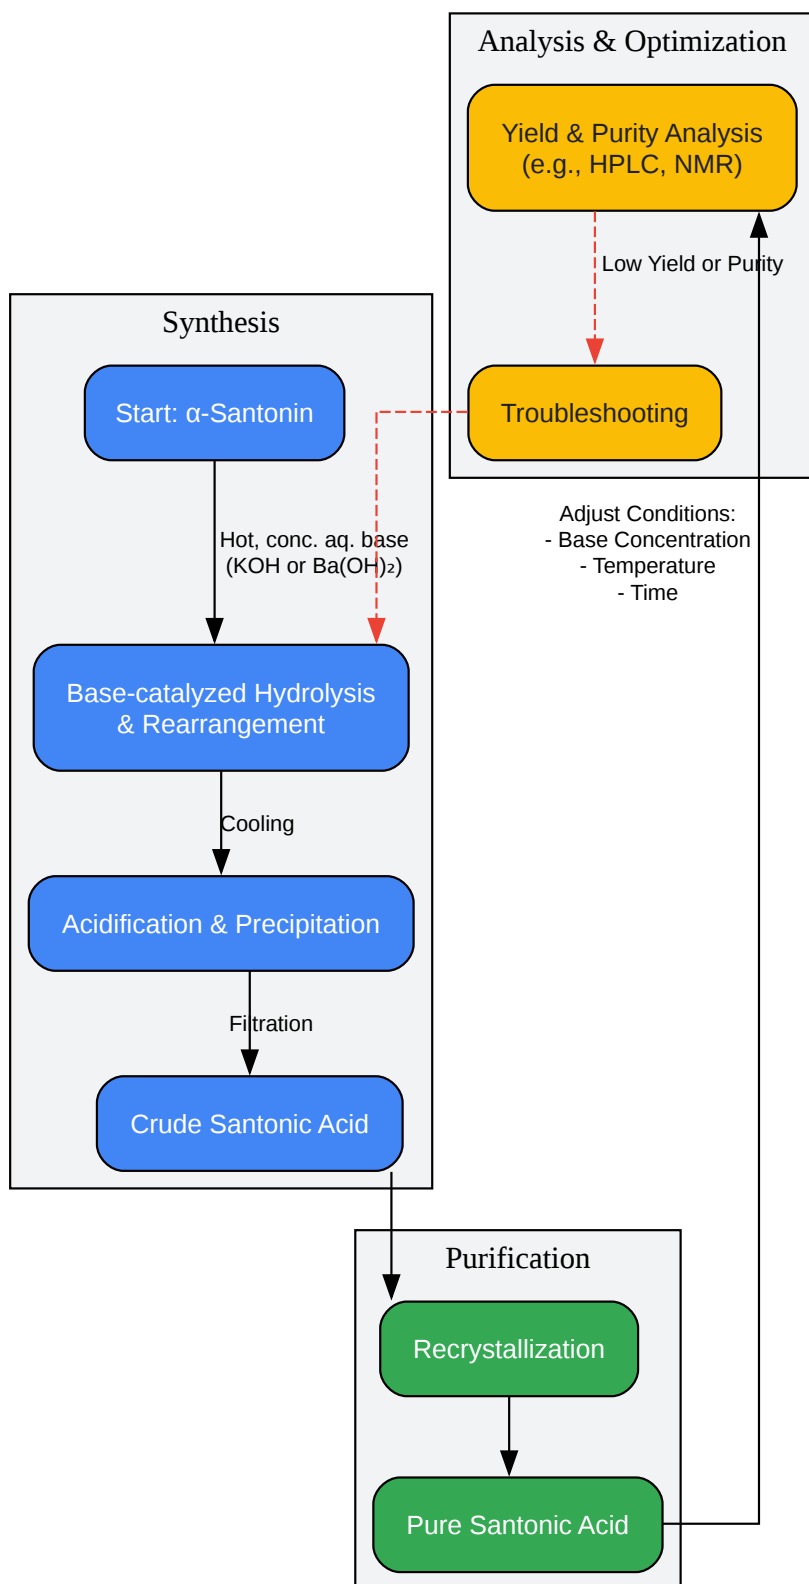 Analysis & Optimization
Yield & Purity Analysis
(e.g., HPLC, NMR)
Low Yield or Purity
Troubleshooting
Adjust Conditions:
- Base Concentration
- Temperature
- Time
Synthesis
Start: α-Santonin
Hot, conc. aq. base
(KOH or Ba(OH)₂)
Base-catalyzed Hydrolysis
& Rearrangement
Cooling
Acidification & Precipitation
Filtration
Crude Santonic Acid
Purification
Recrystallization
Pure Santonic Acid